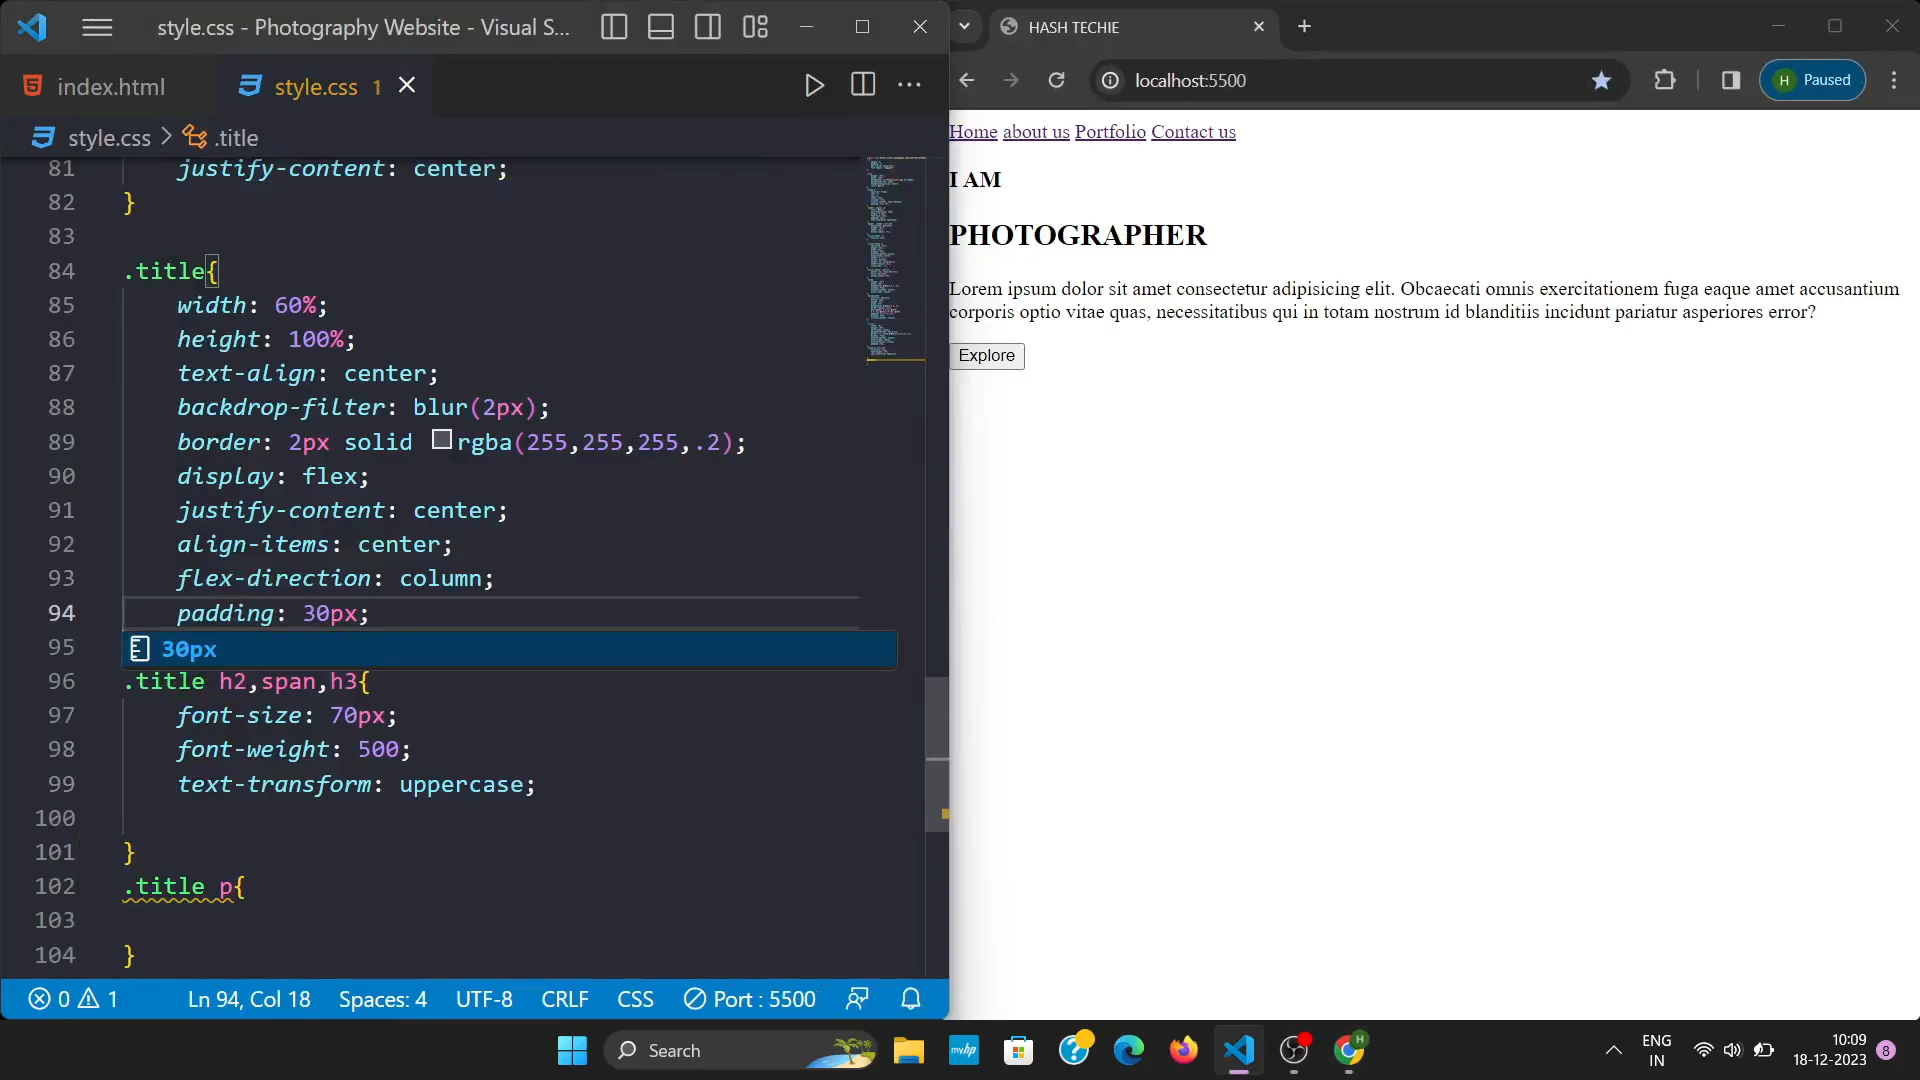 style.css - Photography Website - Visual S...
index.html
style.css 1
style.css > .title
81 justify-content: center;
82 }
83
84 .title{
85 width: 60%;
86 height: 100%;
87 text-align: center;
88 backdrop-filter: blur(2px);
89 border: 2px solid rgba(255,255,255,.2);
90 display: flex;
91 justify-content: center;
92 align-items: center;
93 flex-direction: column;
94 padding: 30px;
95 30px
96 .title h2,span,h3{
97 font-size: 70px;
98 font-weight: 500;
99 text-transform: uppercase;
100
101 }
102 .title p{
103
104 }
0 1 Ln 94, Col 18 Spaces: 4 UTF-8 CRLF CSS Port : 5500
HASH TECHIE
localhost:5500
H Paused
Home about us Portfolio Contact us
I AM
PHOTOGRAPHER
Lorem ipsum dolor sit amet consectetur adipisicing elit. Obcaecati omnis exercitationem fuga eaque amet accusantium
corporis optio vitae quas, necessitatibus qui in totam nostrum id blanditiis incidunt pariatur asperiores error?
Explore
Search
myhp
H
ENG
IN
10:09
18-12-2023
8